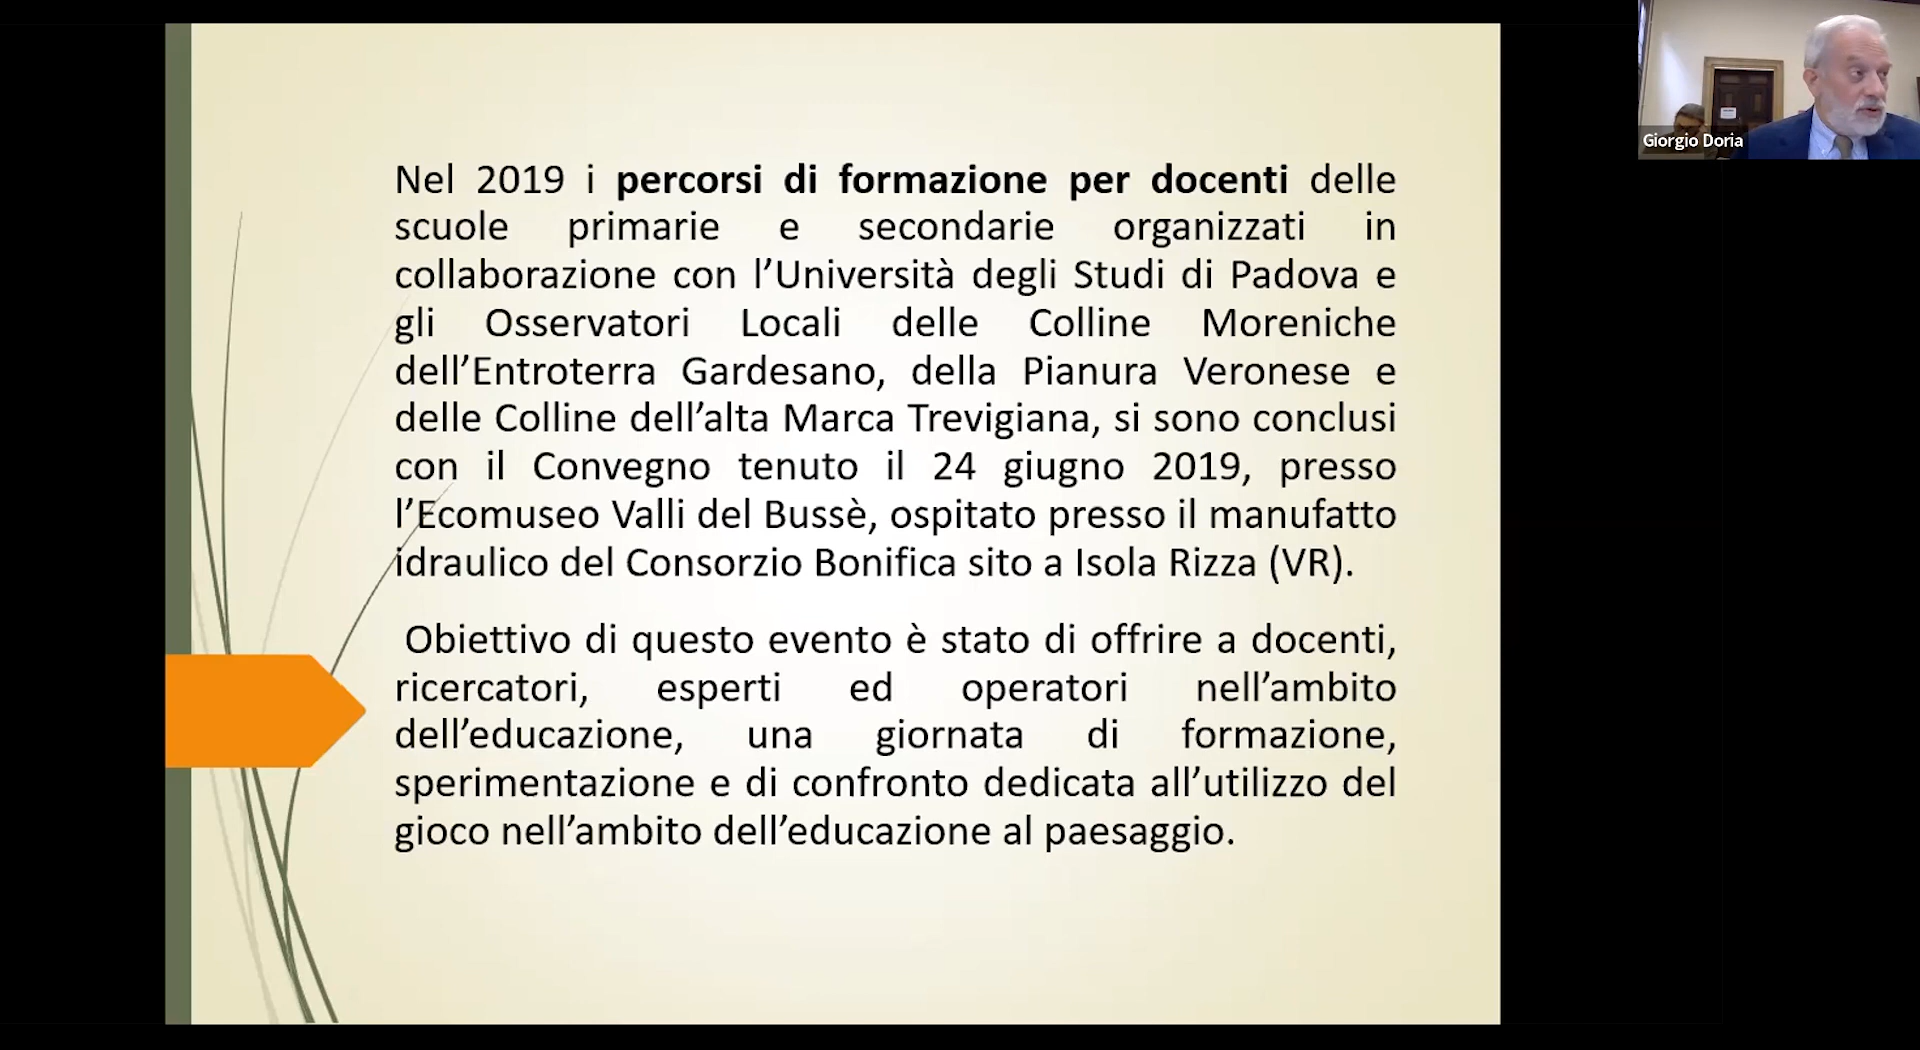 Nel 2019 i percorsi di formazione per docenti delle
scuole primarie e secondarie organizzati in
collaborazione con l’Università degli Studi di Padova e
gli Osservatori Locali delle Colline Moreniche
dell’Entroterra Gardesano, della Pianura Veronese e
delle Colline dell’alta Marca Trevigiana, si sono conclusi
con il Convegno tenuto il 24 giugno 2019, presso
l’Ecomuseo Valli del Bussè, ospitato presso il manufatto
idraulico del Consorzio Bonifica sito a Isola Rizza (VR).
Obiettivo di questo evento è stato di offrire a docenti,
ricercatori, esperti ed operatori nell’ambito
dell’educazione, una giornata di formazione,
sperimentazione e di confronto dedicata all’utilizzo del
gioco nell’ambito dell’educazione al paesaggio.
Giorgio Doria